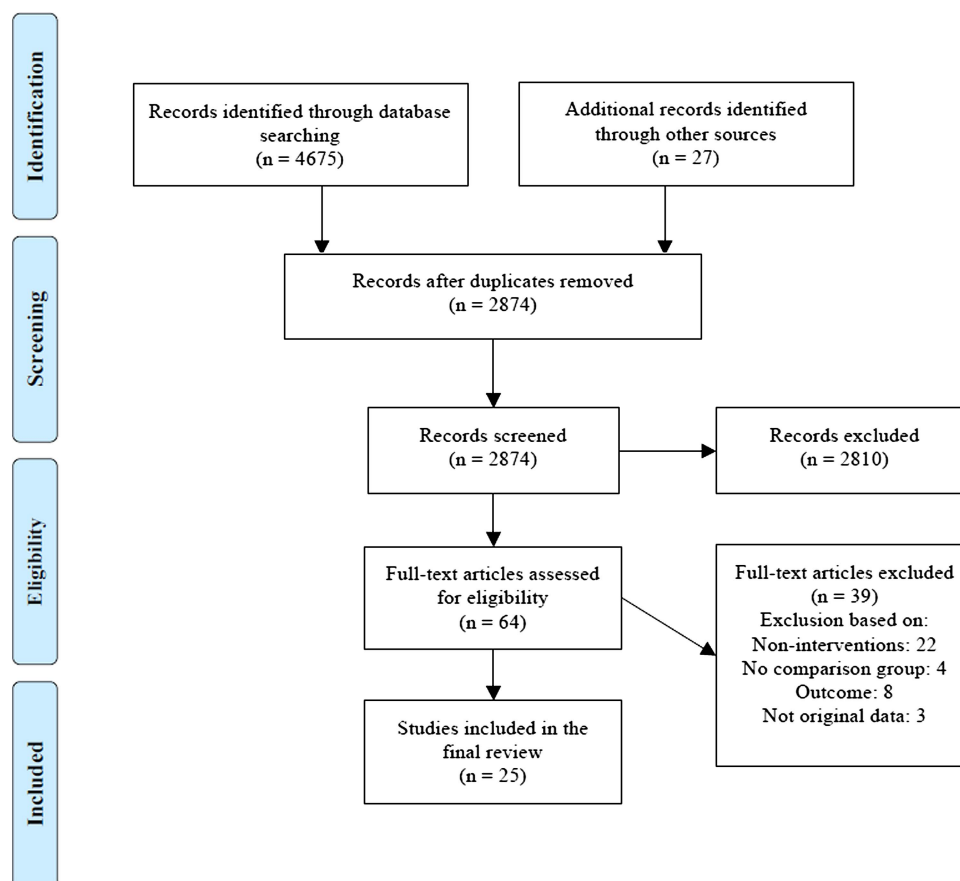 Identification
Records identified through database
searching
(n = 4675)
Additional records identified
through other sources
(n = 27)
Screening
Records after duplicates removed
(n = 2874)
Records screened
(n = 2874)
Records excluded
(n = 2810)
Eligibility
Full-text articles assessed
for eligibility
(n = 64)
Full-text articles excluded
(n = 39)
Exclusion based on:
Non-interventions: 22
No comparison group: 4
Outcome: 8
Not original data: 3
Included
Studies included in the
final review
(n = 25)